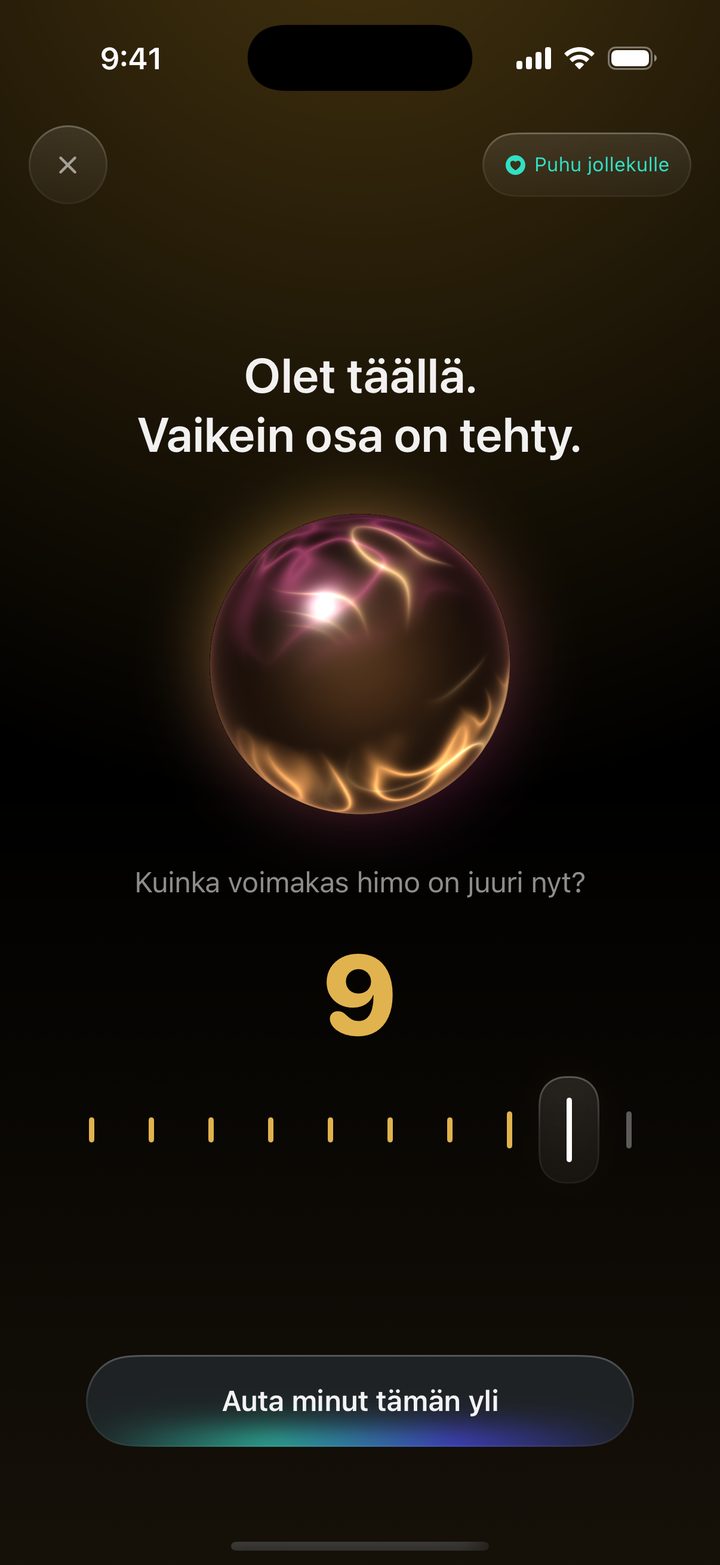 9:41
Puhu jollekulle
Olet täällä.
Vaikein osa on tehty.
Kuinka voimakas himo on juuri nyt?
9
Auta minut tämän yli